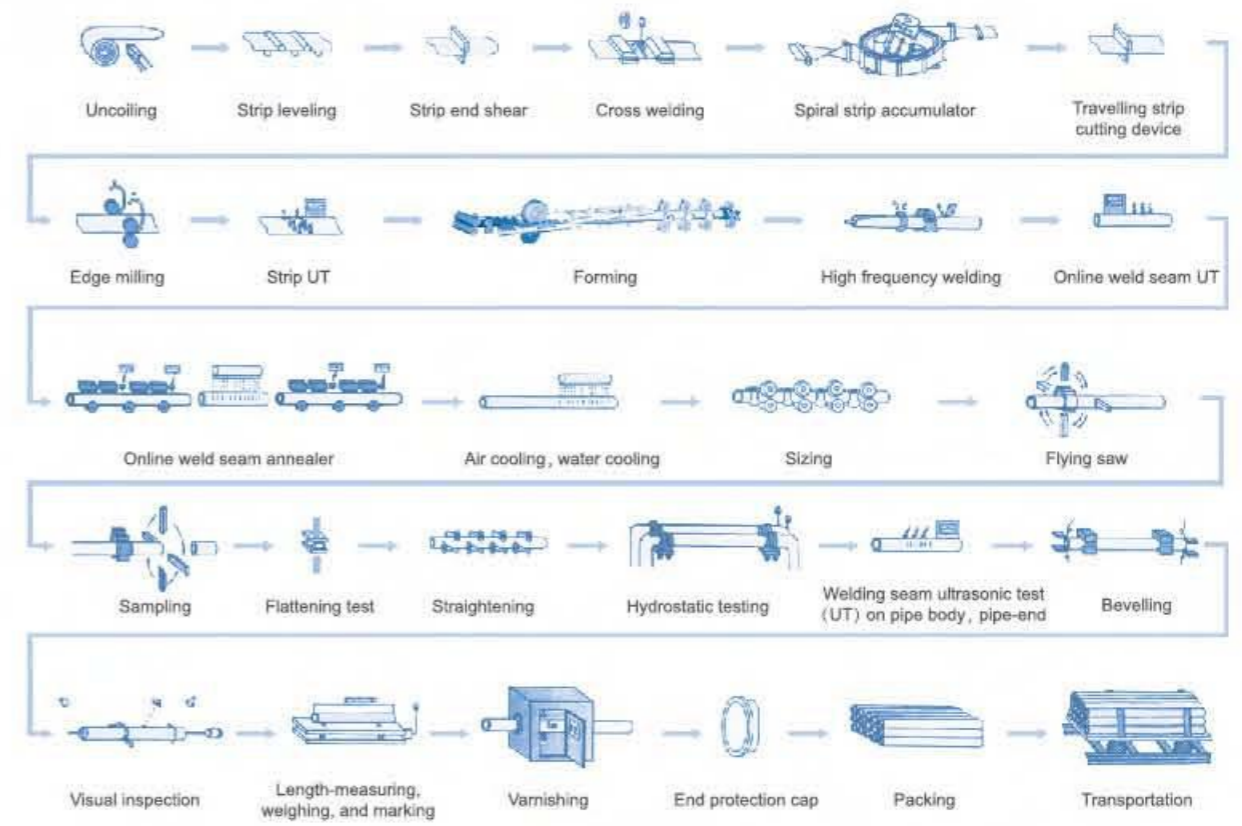 Uncoiling
Strip leveling
Strip end shear
Cross welding
Spiral strip accumulator
Travelling strip
cutting device
Edge milling
Strip UT
Forming
High frequency welding
Online weld seam UT
Online weld seam annealer
Air cooling, water cooling
Sizing
Flying saw
Sampling
Flattening test
Straightening
Hydrostatic testing
Welding seam ultrasonic test
(UT) on pipe body, pipe-end
Bevelling
Visual inspection
Length-measuring,
weighing, and marking
Varnishing
End protection cap
Packing
Transportation